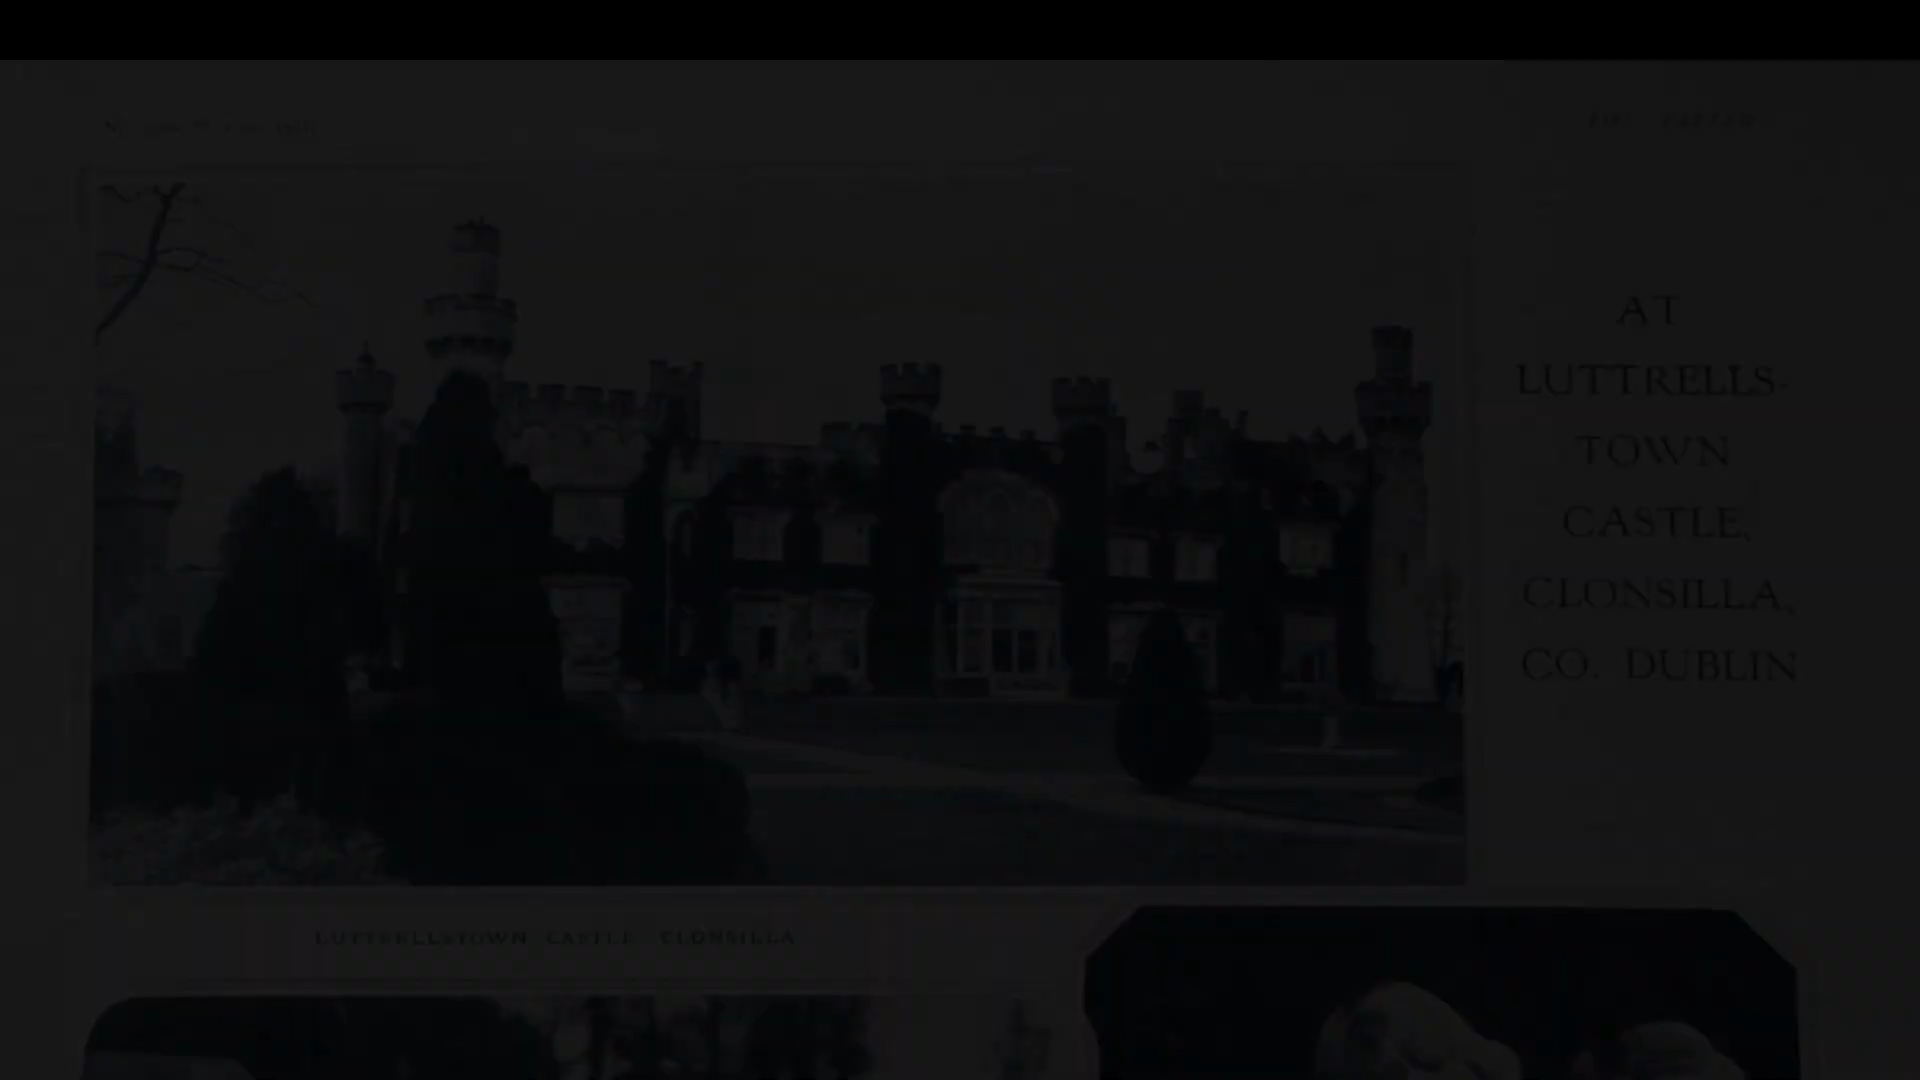 AT
LUTTRELLS-
TOWN
CASTLE,
CLONSILLA,
CO. DUBLIN
LUTTRELLSTOWN CASTLE CLONSILLA